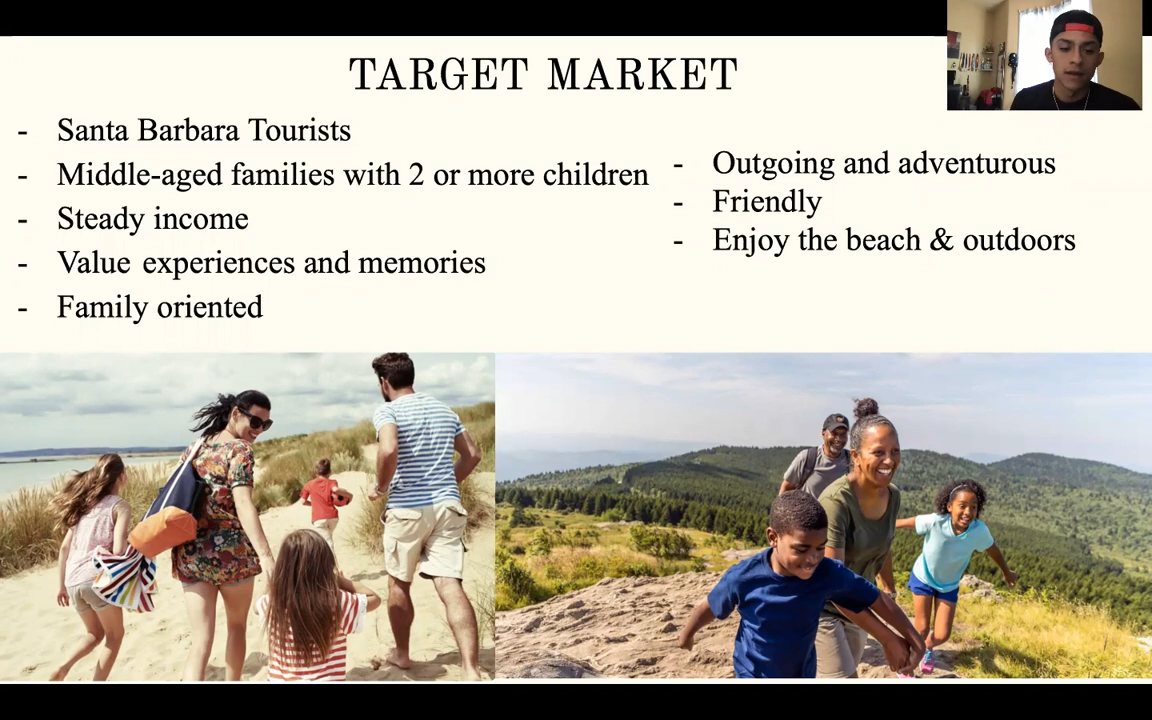 TARGET MARKET
- Santa Barbara Tourists
- Middle-aged families with 2 or more children
- Steady income
- Value experiences and memories
- Family oriented
- Outgoing and adventurous
- Friendly
- Enjoy the beach & outdoors